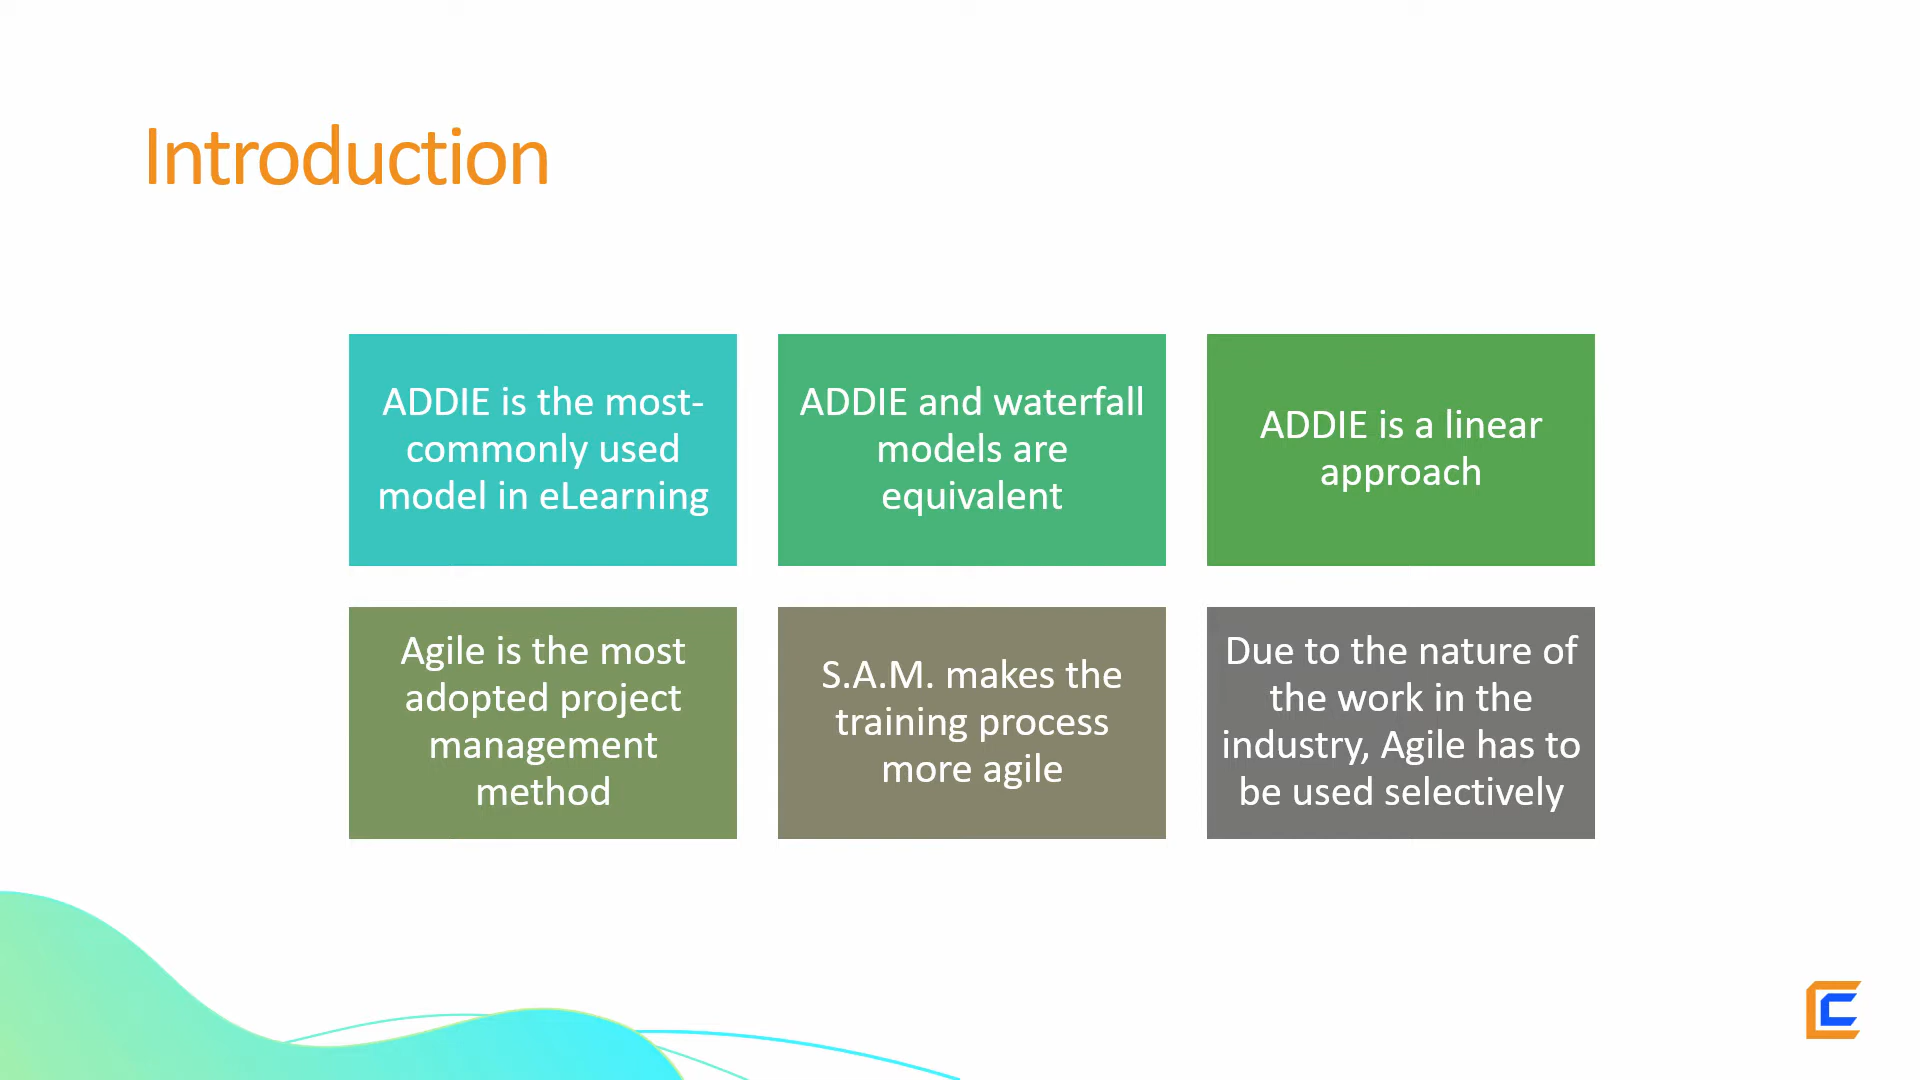 Introduction
ADDIE is the most-
commonly used
model in eLearning
ADDIE and waterfall
models are
equivalent
ADDIE is a linear
approach
Agile is the most
adopted project
management
method
S.A.M. makes the
training process
more agile
Due to the nature of
the work in the
industry, Agile has to
be used selectively